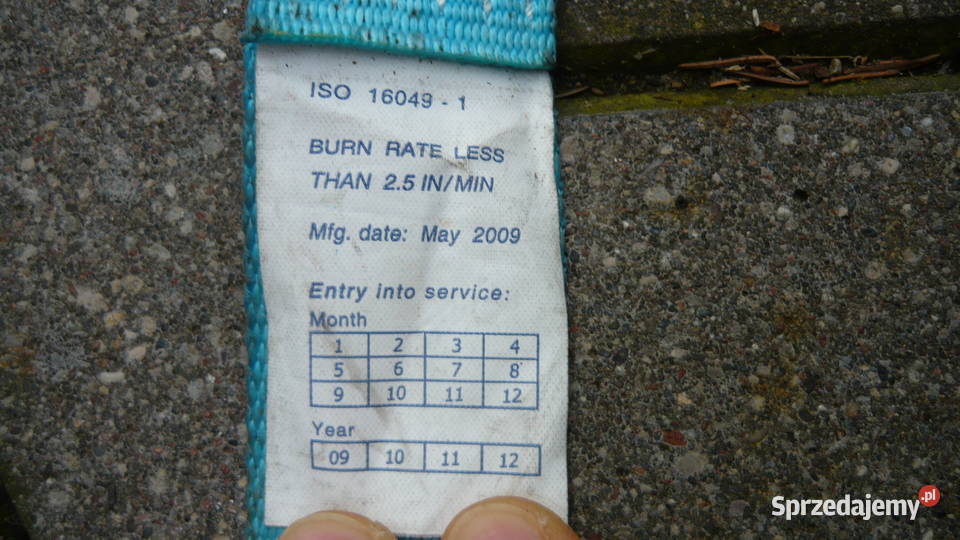 ISO 16049 - 1
BURN RATE LESS
THAN 2.5 IN/MIN
Mfg. date: May 2009
Entry into service:
Month
1 2 3 4
5 6 7 8
9 10 11 12
Year
09 10 11 12
Sprzedajemy .pl